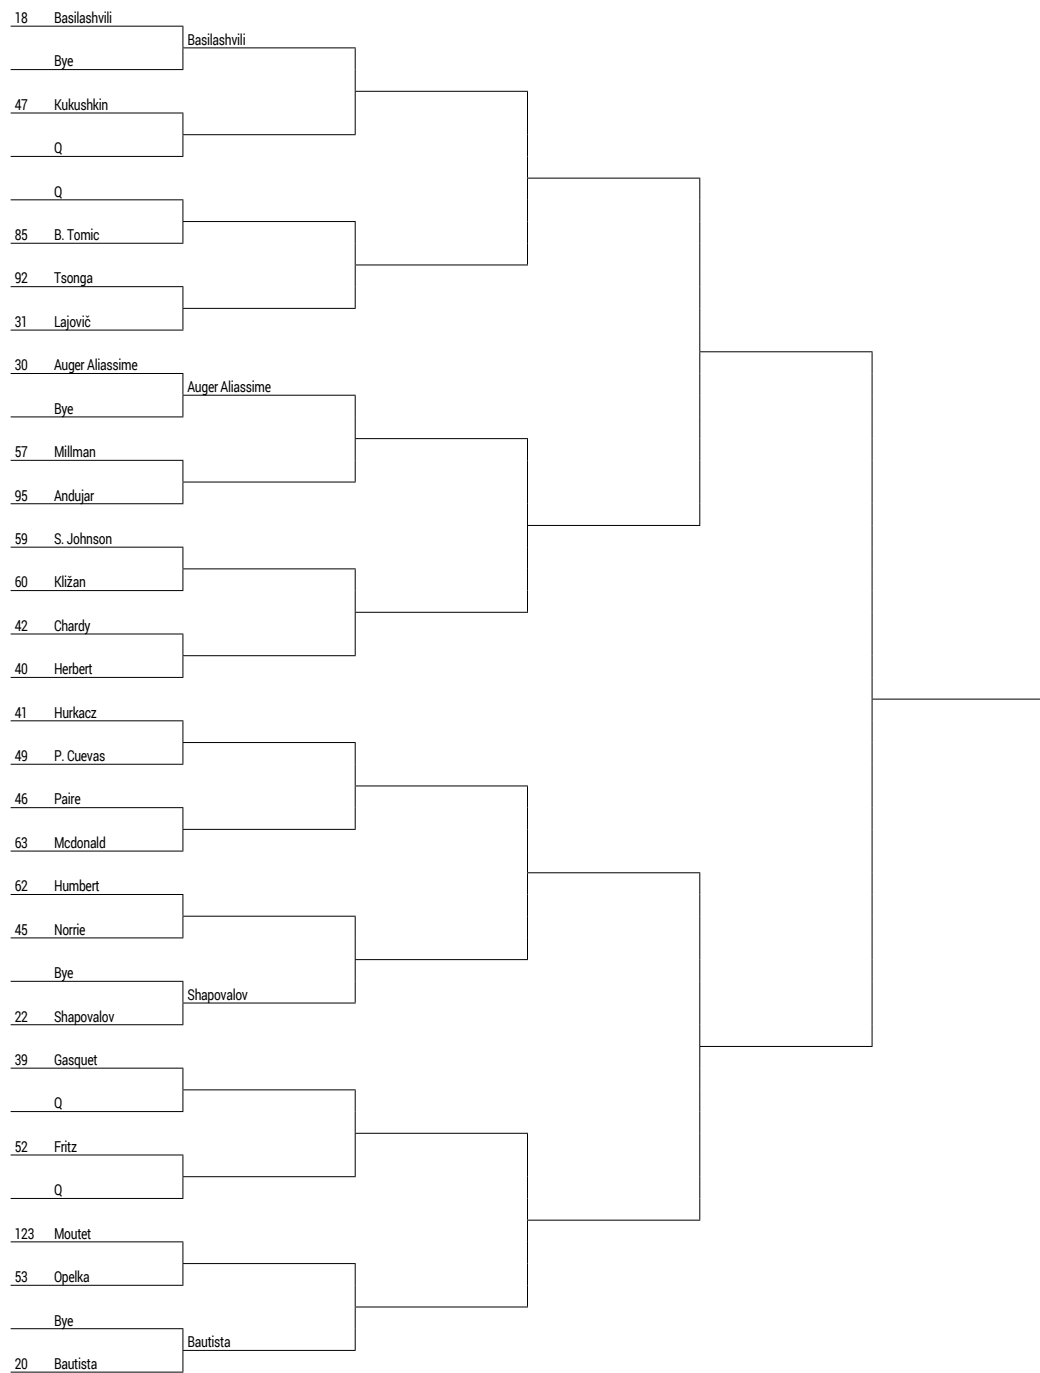 18 Basilashvili
Basilashvili
Bye
47 Kukushkin
Q
Q
85 B. Tomic
92 Tsonga
31 Lajovič
30 Auger Aliassime
Auger Aliassime
Bye
57 Millman
95 Andujar
59 S. Johnson
60 Kližan
42 Chardy
40 Herbert
41 Hurkacz
49 P. Cuevas
46 Paire
63 Mcdonald
62 Humbert
45 Norrie
Bye
Shapovalov
22 Shapovalov
39 Gasquet
Q
52 Fritz
Q
123 Moutet
53 Opelka
Bye
Bautista
20 Bautista